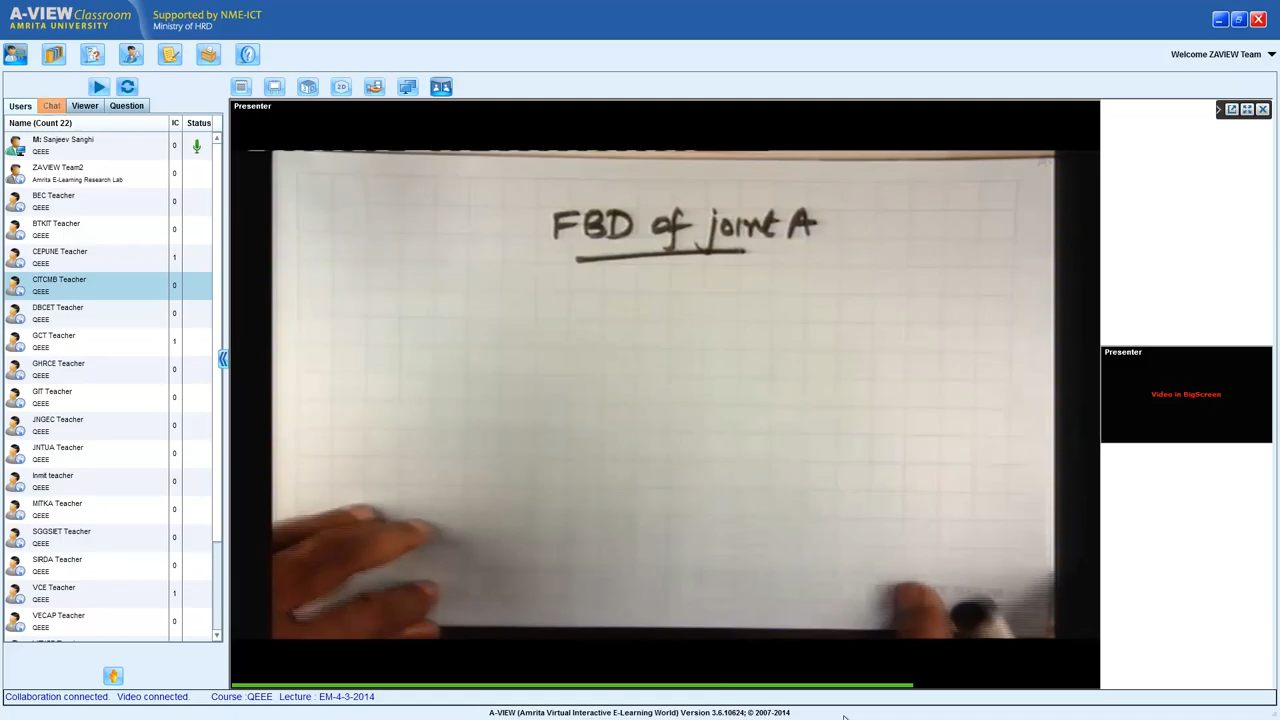 A-VIEW Classroom
AMRITA UNIVERSITY
Supported by NME-ICT
Ministry of HRD
Welcome ZAVIEW Team
2D
Users Chat Viewer Question
Name (Count 22) IC Status
M: Sanjeev Sanghi
QEEE 0
ZAVIEW Team2
Amrita E-Learning Research Lab 0
BEC Teacher
QEEE 0
BTKIT Teacher
QEEE 0
CEPUNE Teacher
QEEE 1
CITCMB Teacher
QEEE 0
DBCET Teacher
QEEE 0
GCT Teacher
QEEE 1
GHRCE Teacher
QEEE 0
GIT Teacher
QEEE 0
JNGEC Teacher
QEEE 0
JNTUA Teacher
QEEE 0
lnmit teacher
QEEE 0
MITKA Teacher
QEEE 0
SGGSIET Teacher
QEEE 0
SIRDA Teacher
QEEE 0
VCE Teacher
QEEE 1
VECAP Teacher
QEEE 0
Presenter
FBD of joint A
Presenter
Video in BigScreen
Collaboration connected. Video connected. Course :QEEE Lecture : EM-4-3-2014
A-VIEW (Amrita Virtual Interactive E-Learning World) Version 3.6.10624; © 2007-2014